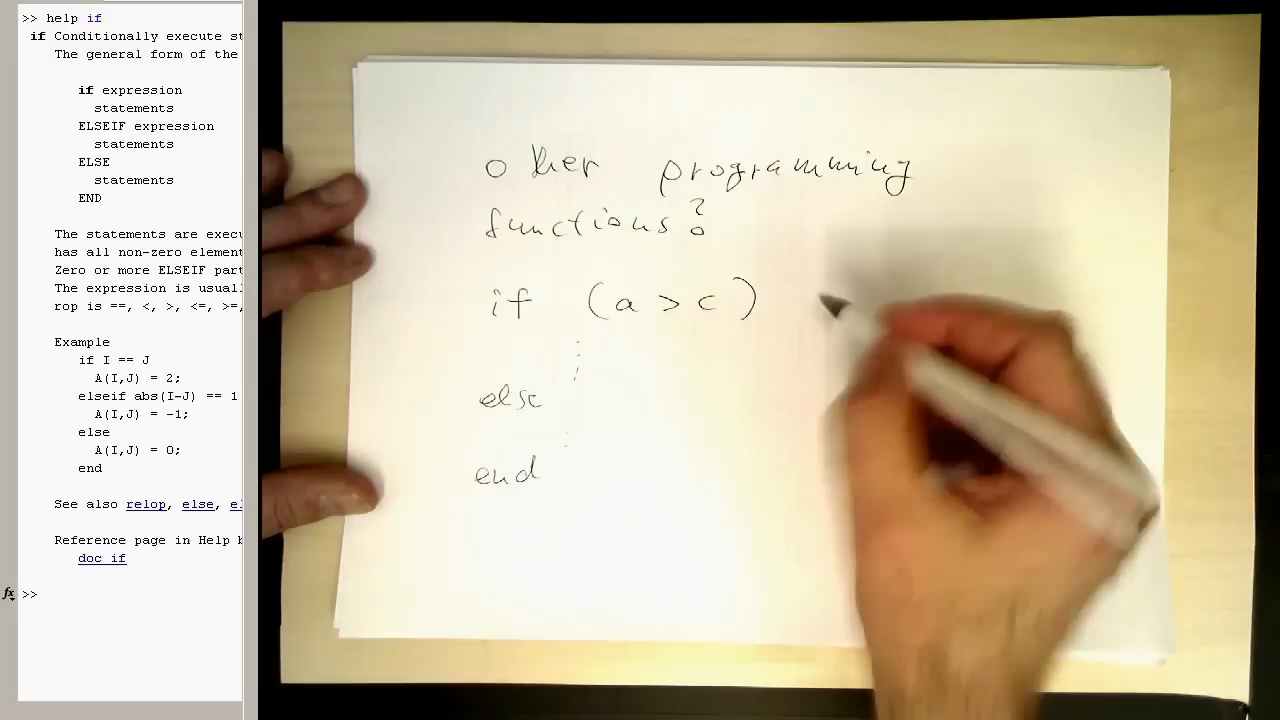 >> help if
if Conditionally execute st
The general form of the
if expression
statements
ELSEIF expression
statements
ELSE
statements
END
The statements are execu
has all non-zero element
Zero or more ELSEIF part
The expression is usuall
rop is ==, <, >, <=, >=,
Example
if I == J
A(I,J) = 2;
elseif abs(I-J) == 1
A(I,J) = -1;
else
A(I,J) = 0;
end
See also relop, else, el
Reference page in Help b
doc if
fx >>
other programming
functions?
if (a > c)
else
end